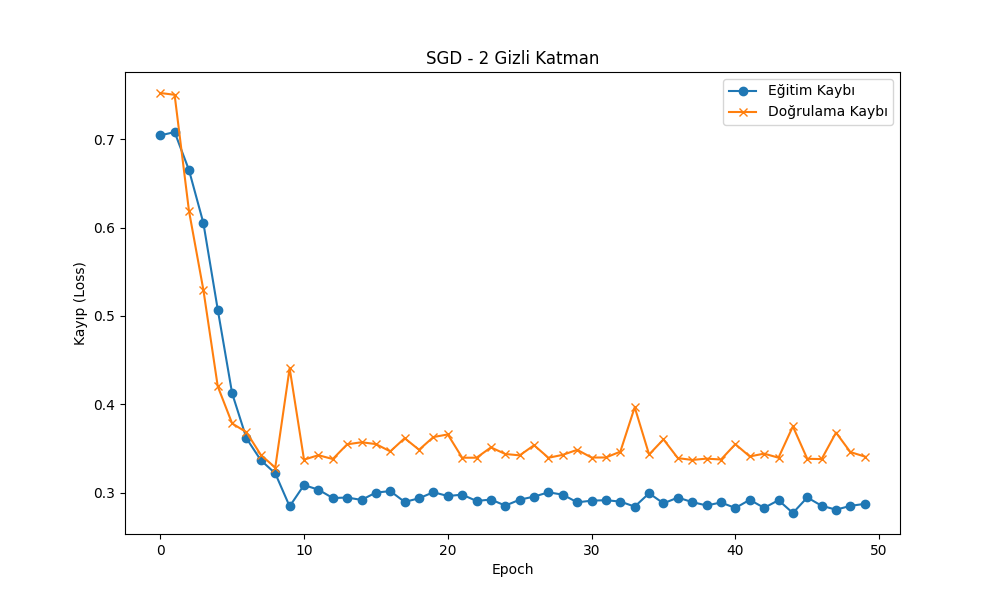 SGD - 2 Gizli Katman
Eğitim Kaybı
Doğrulama Kaybı
Kayıp (Loss)
0.7
0.6
0.5
0.4
0.3
0
10
20
30
40
50
Epoch